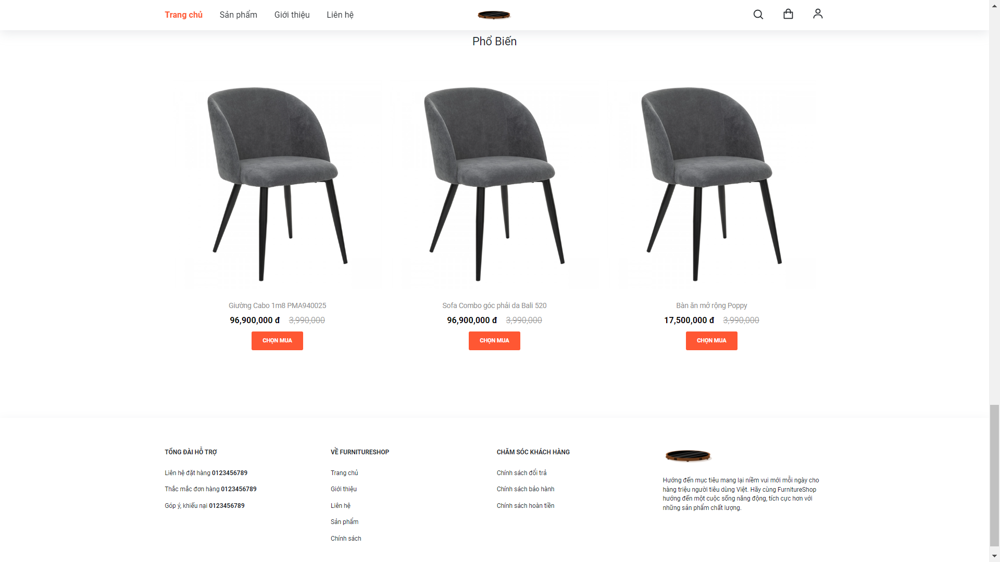 Trang chủ
Sản phẩm
Giới thiệu
Liên hệ
Phổ Biến
Giường Cabo 1m8 PMA940025
96,900,000 đ 3,990,000
CHỌN MUA
Sofa Combo góc phải da Bali 520
96,900,000 đ 3,990,000
CHỌN MUA
Bàn ăn mở rộng Poppy
17,500,000 đ 3,990,000
CHỌN MUA
TỔNG ĐÀI HỖ TRỢ
Liên hệ đặt hàng 0123456789
Thắc mắc đơn hàng 0123456789
Góp ý, khiếu nại 0123456789
VỀ FURNITURESHOP
Trang chủ
Giới thiệu
Liên hệ
Sản phẩm
Chính sách
CHĂM SÓC KHÁCH HÀNG
Chính sách đổi trả
Chính sách bảo hành
Chính sách hoàn tiền
Hướng đến mục tiêu mang lại niềm vui mới mỗi ngày cho
hàng triệu người tiêu dùng Việt. Hãy cùng FurnitureShop
hướng đến một cuộc sống năng động, tích cực hơn với
những sản phẩm chất lượng.